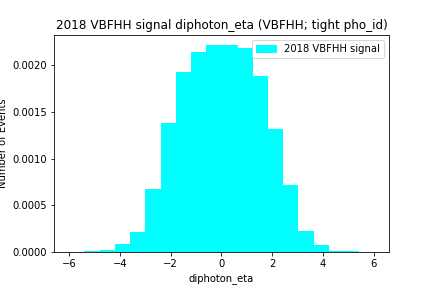 2018 VBFHH signal diphoton_eta (VBFHH; tight pho_id)
2018 VBFHH signal
0.0020
0.0015
0.0010
0.0005
0.0000
Number of Events
−6 −4 −2 0 2 4 6
diphoton_eta